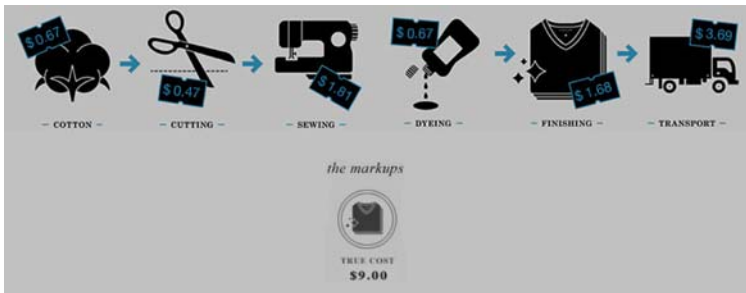 $0.67
$0.47
$1.81
$0.67
$1.68
$3.69
– COTTON –
– CUTTING –
– SEWING –
– DYEING –
– FINISHING –
– TRANSPORT –
the markups
TRUE COST
$9.00